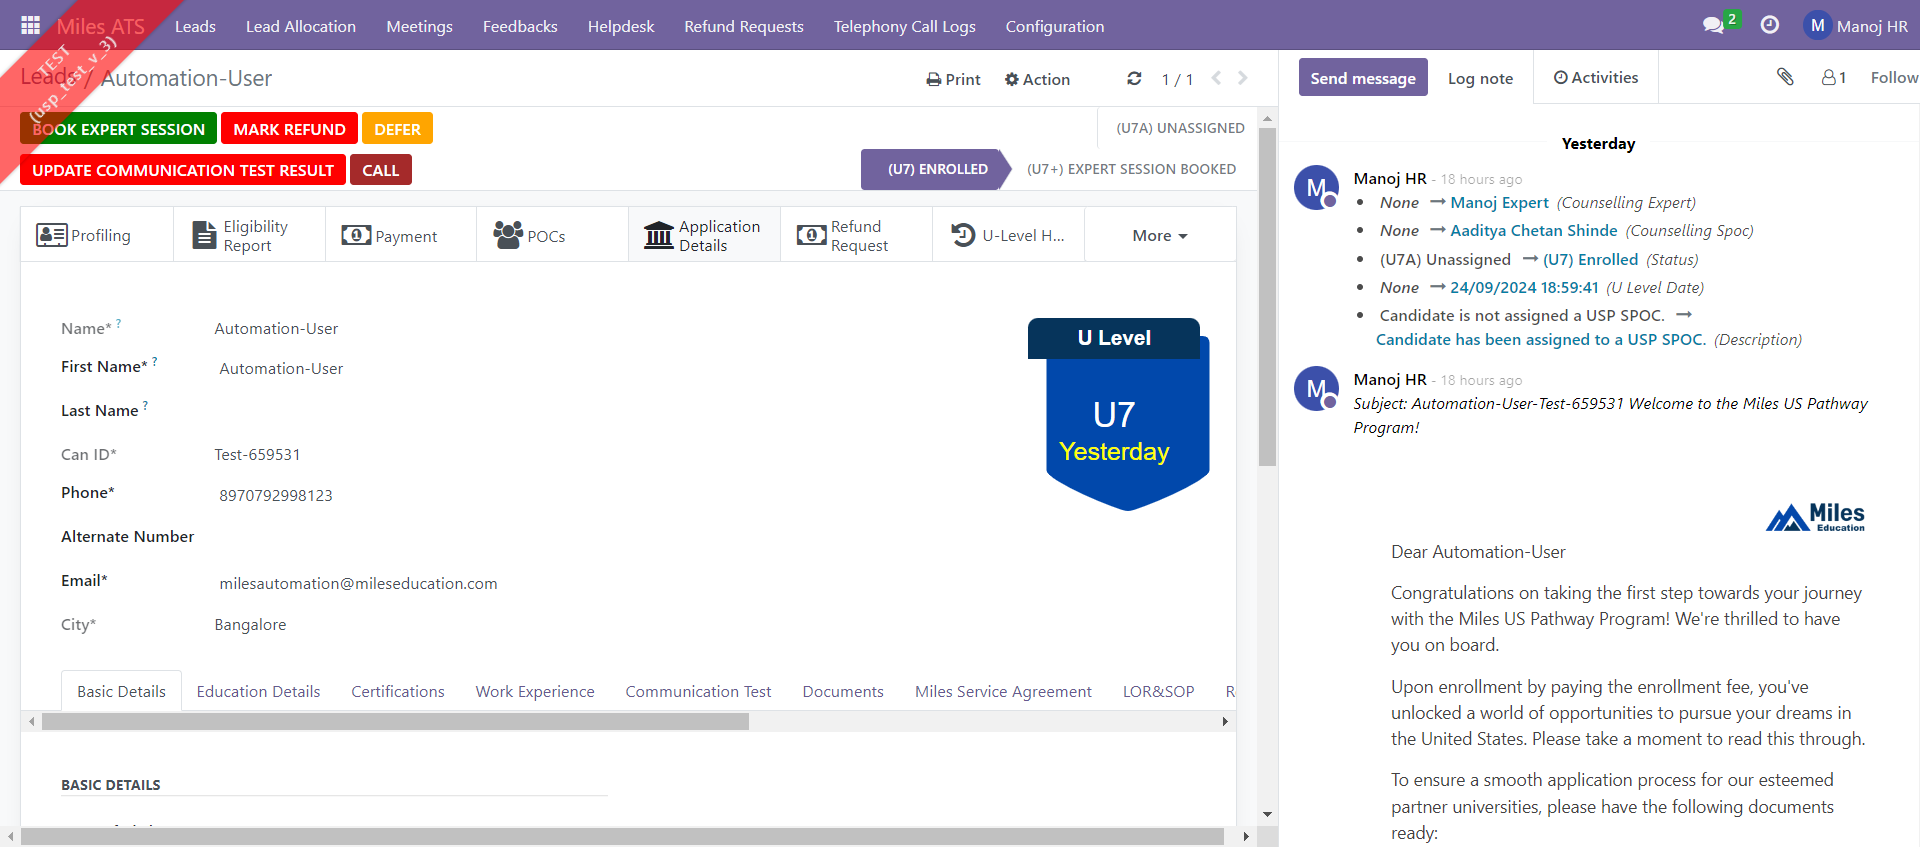 Miles ATS
Leads
Lead Allocation
Meetings
Feedbacks
Helpdesk
Refund Requests
Telephony Call Logs
Configuration
2
M
Manoj HR
TEST
(usp_test_v_3)
Leads / Automation-User
Print
Action
1 / 1
BOOK EXPERT SESSION
MARK REFUND
DEFER
(U7A) UNASSIGNED
UPDATE COMMUNICATION TEST RESULT
CALL
(U7) ENROLLED
(U7+) EXPERT SESSION BOOKED
Profiling
Eligibility
Report
Payment
POCs
Application
Details
Refund
Request
U-Level H...
More
Name* ?
Automation-User
First Name* ?
Automation-User
Last Name ?
Can ID*
Test-659531
Phone*
8970792998123
Alternate Number
Email*
milesautomation@mileseducation.com
City*
Bangalore
U Level
U7
Yesterday
Basic Details
Education Details
Certifications
Work Experience
Communication Test
Documents
Miles Service Agreement
LOR&SOP
R
BASIC DETAILS
Send message
Log note
Activities
1
Follow
Yesterday
M
Manoj HR - 18 hours ago
• None → Manoj Expert (Counselling Expert)
• None → Aaditya Chetan Shinde (Counselling Spoc)
• (U7A) Unassigned → (U7) Enrolled (Status)
• None → 24/09/2024 18:59:41 (U Level Date)
• Candidate is not assigned a USP SPOC. →
Candidate has been assigned to a USP SPOC. (Description)
M
Manoj HR - 18 hours ago
Subject: Automation-User-Test-659531 Welcome to the Miles US Pathway
Program!
Miles
Education
Dear Automation-User
Congratulations on taking the first step towards your journey
with the Miles US Pathway Program! We're thrilled to have
you on board.
Upon enrollment by paying the enrollment fee, you've
unlocked a world of opportunities to pursue your dreams in
the United States. Please take a moment to read this through.
To ensure a smooth application process for our esteemed
partner universities, please have the following documents
ready: